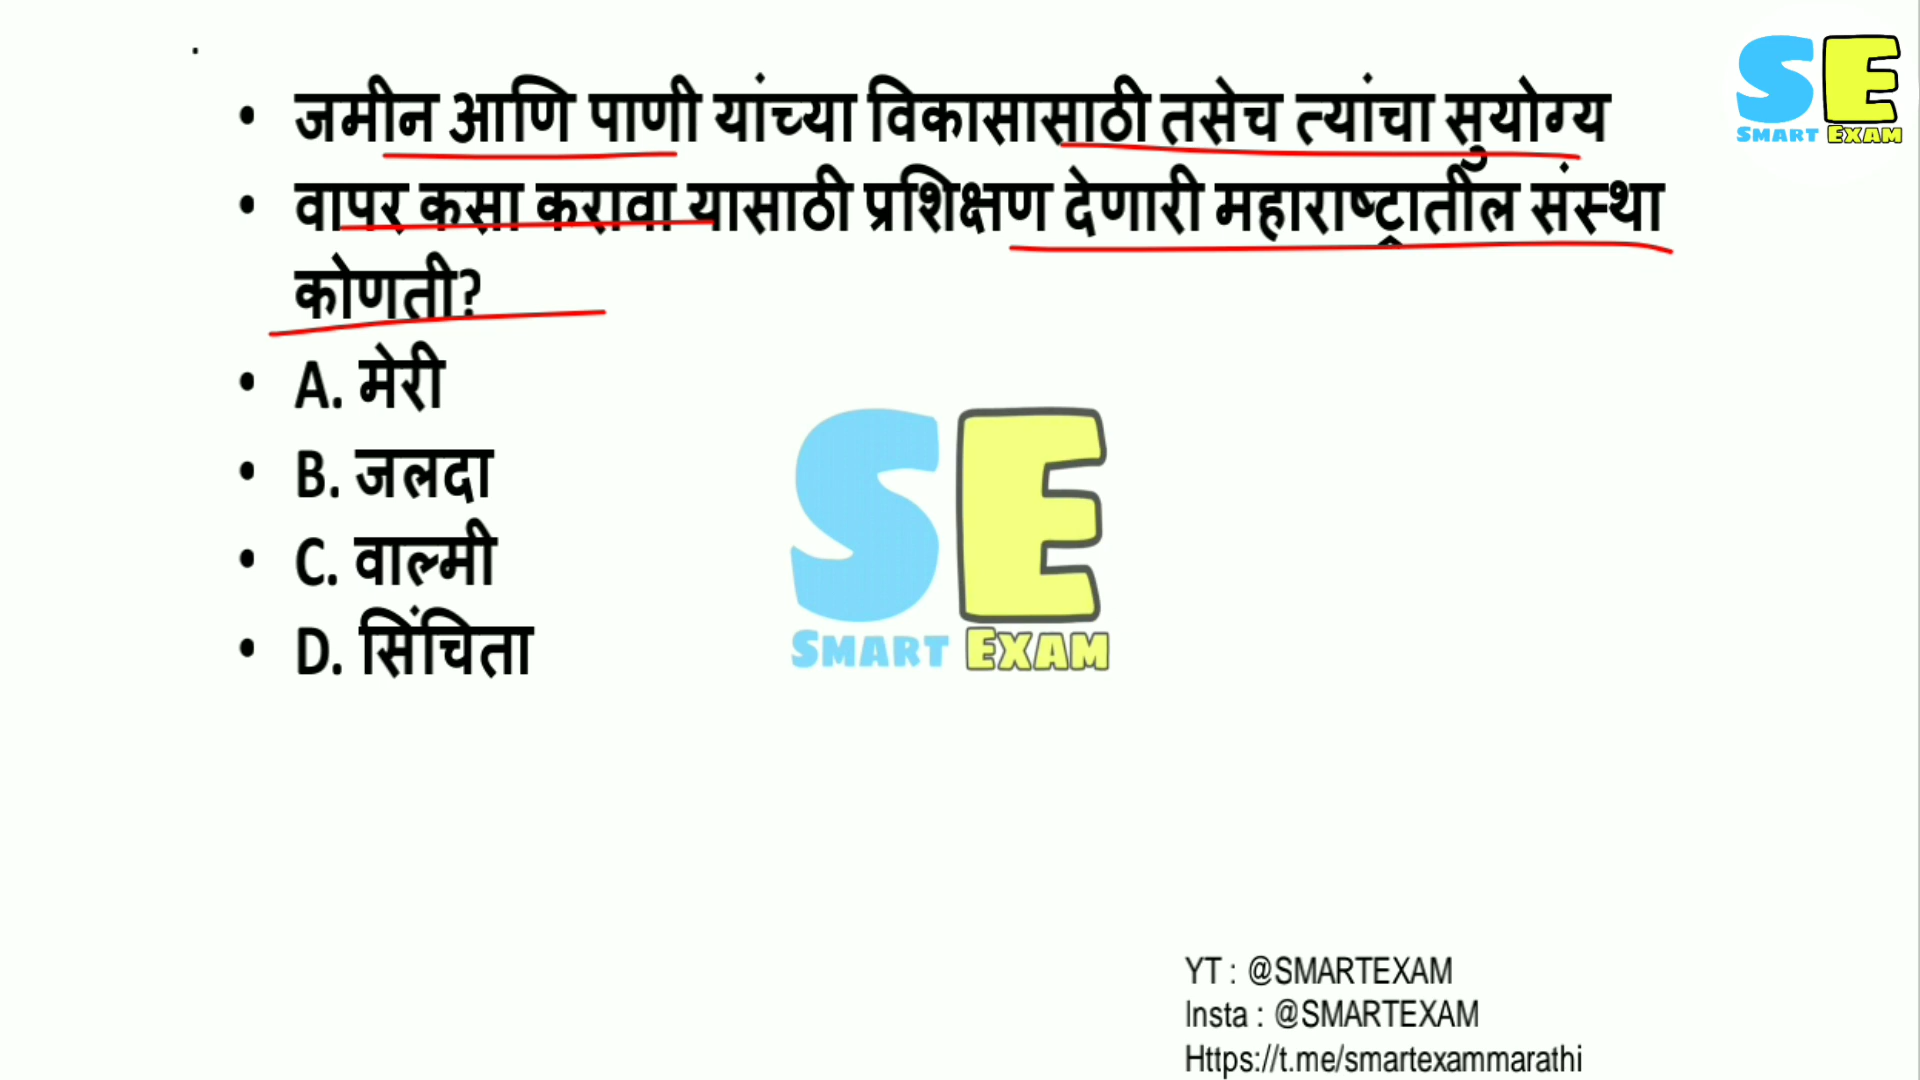 SE
SMART EXAM
• जमीन आणि पाणी यांच्या विकासासाठी तसेच त्यांचा सुयोग्य
• वापर कसा करावा यासाठी प्रशिक्षण देणारी महाराष्ट्रातील संस्था
कोणती?
• A. मेरी
• B. जलदा
• C. वाल्मी
• D. सिंचिता
SE
SMART EXAM
YT : @SMARTEXAM
Insta : @SMARTEXAM
Https://t.me/smartexammarathi